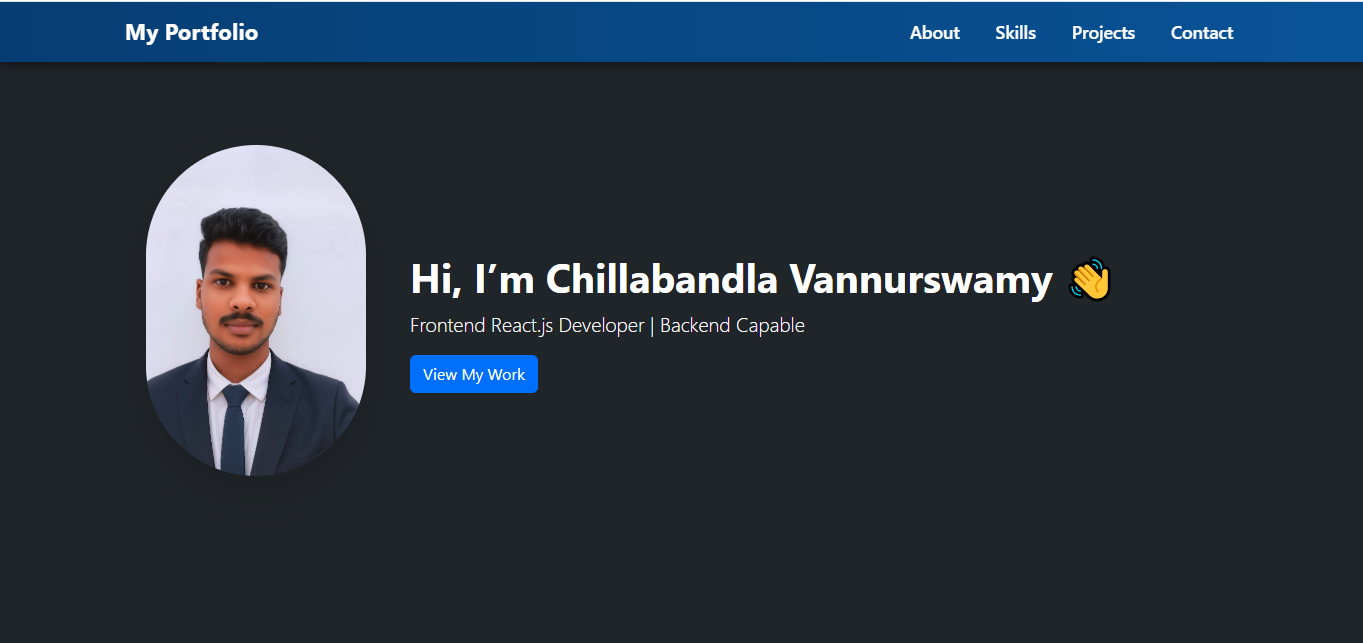 My Portfolio
About Skills Projects Contact
Hi, I’m Chillabandla Vannurswamy 👋
Frontend React.js Developer | Backend Capable
View My Work